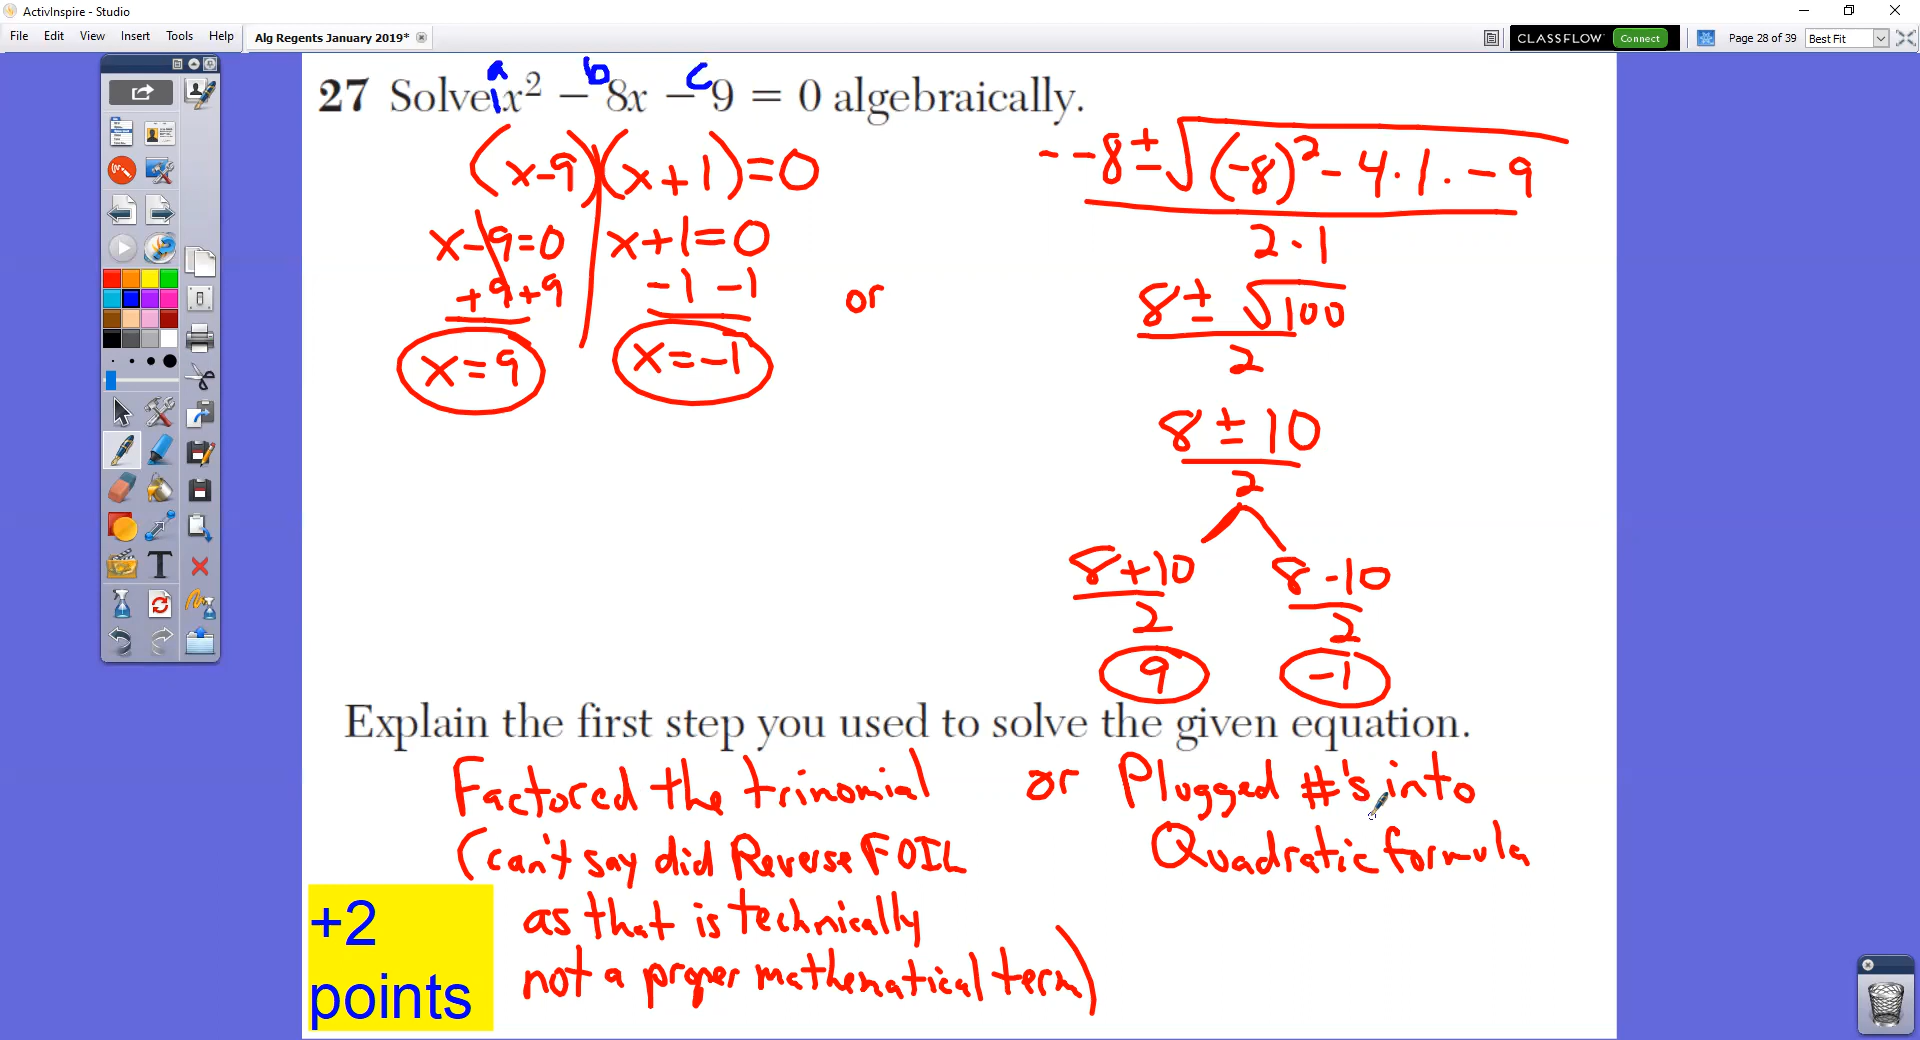 ActivInspire - Studio
File Edit View Insert Tools Help
Alg Regents January 2019*
CLASSFLOW Connect
Page 28 of 39
Best Fit
a b c
27 Solve 1x² − 8x − 9 = 0 algebraically.
(x-9)(x+1)=0
x-9=0
+9+9
x=9
x+1=0
-1 -1
x=-1
or
--8±√(-8)²-4·1·-9
2·1
8±√100
2
8±10
2
8+10
2
9
8-10
2
-1
Explain the first step you used to solve the given equation.
Factored the trinomial
(can't say did Reverse FOIL
as that is technically
not a proper mathematical term)
or
Plugged #'s into
Quadratic formula
+2
points